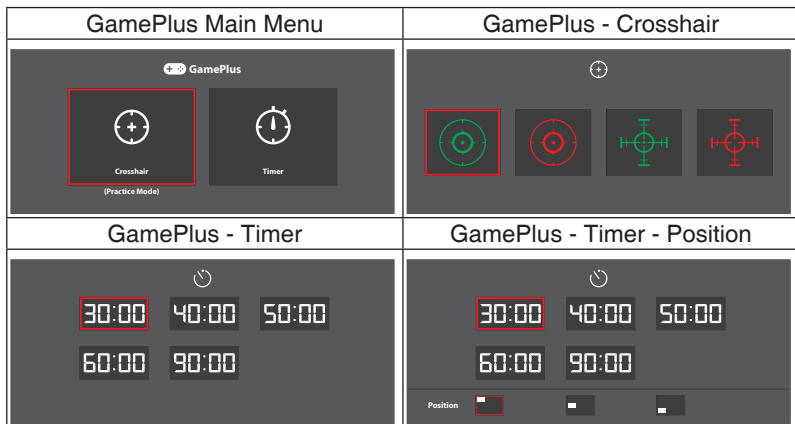 GamePlus Main Menu
GamePlus - Crosshair
GamePlus
Crosshair
Timer
(Practice Mode)
GamePlus - Timer
GamePlus - Timer - Position
30:00 40:00 50:00
60:00 90:00
30:00 40:00 50:00
60:00 90:00
Position